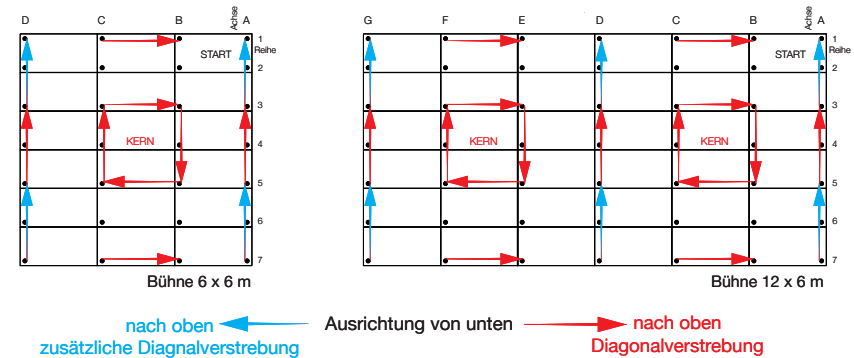 D C B Achse A
1
START Reihe
2
3
KERN 4
5
6
7
Bühne 6 x 6 m
G F E D C B Achse A
1
START Reihe
2
3
KERN KERN 4
5
6
7
Bühne 12 x 6 m
nach oben Ausrichtung von unten nach oben
zusätzliche Diagnalverstrebung Diagonalverstrebung